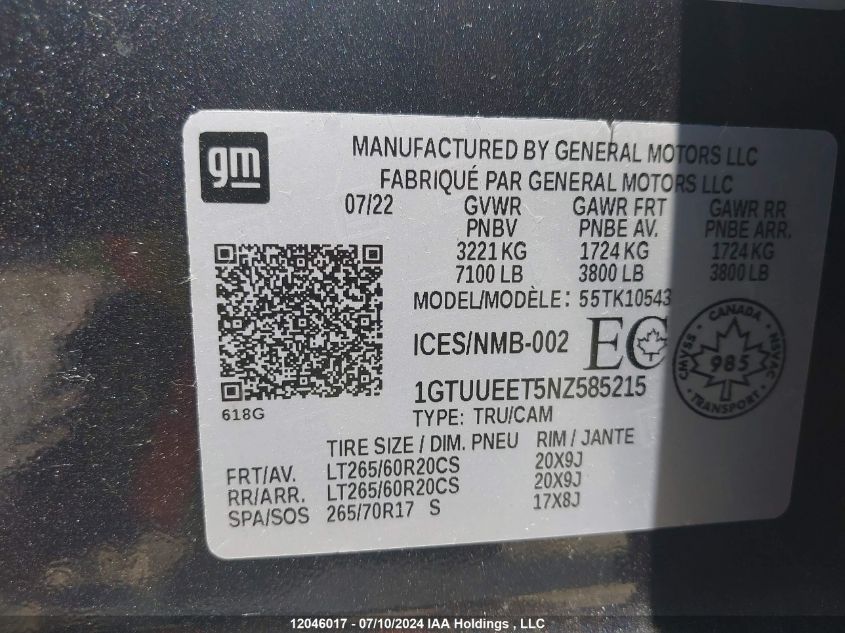 gm
MANUFACTURED BY GENERAL MOTORS LLC
FABRIQUÉ PAR GENERAL MOTORS LLC
07/22 GVWR GAWR FRT GAWR RR
PNBV PNBE AV. PNBE ARR.
3221 KG 1724 KG 1724 KG
7100 LB 3800 LB 3800 LB
MODEL/MODÈLE: 55TK10543
ICES/NMB-002 EC
CANADA
SVAC
NSVAC
985
TRANSPORT
1GTUUEET5NZ585215
618G
TYPE: TRU/CAM
TIRE SIZE / DIM. PNEU RIM / JANTE
FRT/AV. LT265/60R20CS 20X9J
RR/ARR. LT265/60R20CS 20X9J
SPA/SOS 265/70R17 S 17X8J
12046017 - 07/10/2024 IAA Holdings , LLC